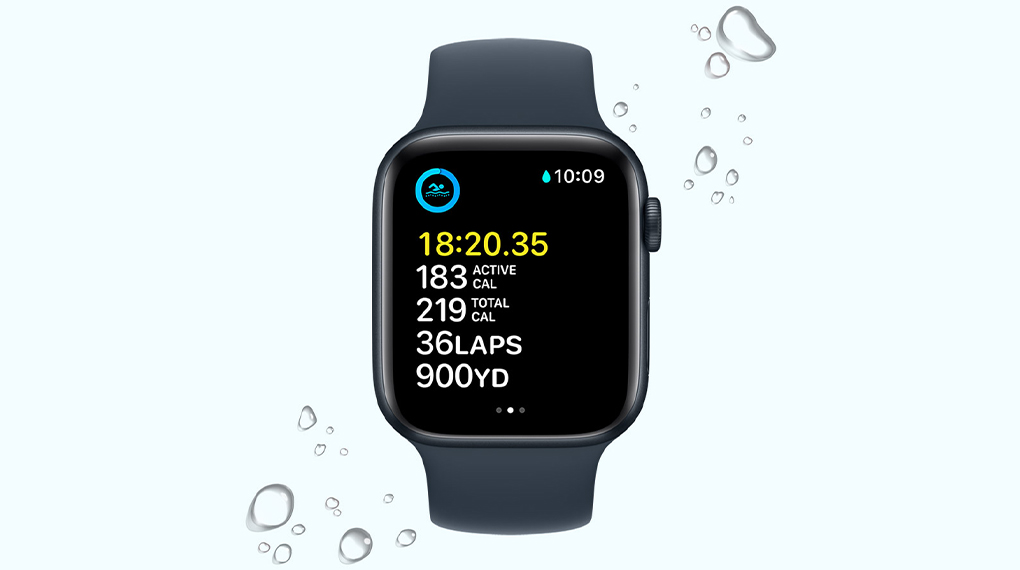 10:09
18:20.35
183 ACTIVE CAL
219 TOTAL CAL
36LAPS
900YD